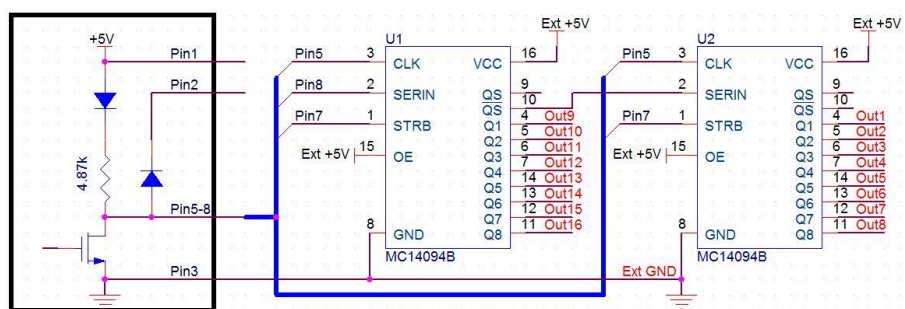 +5V
Pin1
Pin2
4.87k
Pin5-8
Pin3
U1
Ext +5V
Pin5
3
CLK
VCC
16
Pin8
2
SERIN
QS
9
QS
10
Pin7
1
STRB
Q1
4
Out9
Q2
5
Out10
Ext +5V
15
OE
Q3
6
Out11
Q4
7
Out12
Q5
14
Out13
Q6
13
Out14
Q7
12
Out15
8
GND
Q8
11
Out16
MC14094B
Ext GND
U2
Ext +5V
Pin5
3
CLK
VCC
16
2
SERIN
QS
9
QS
10
Pin7
1
STRB
Q1
4
Out1
Q2
5
Out2
Ext +5V
15
OE
Q3
6
Out3
Q4
7
Out4
Q5
14
Out5
Q6
13
Out6
Q7
12
Out7
8
GND
Q8
11
Out8
MC14094B